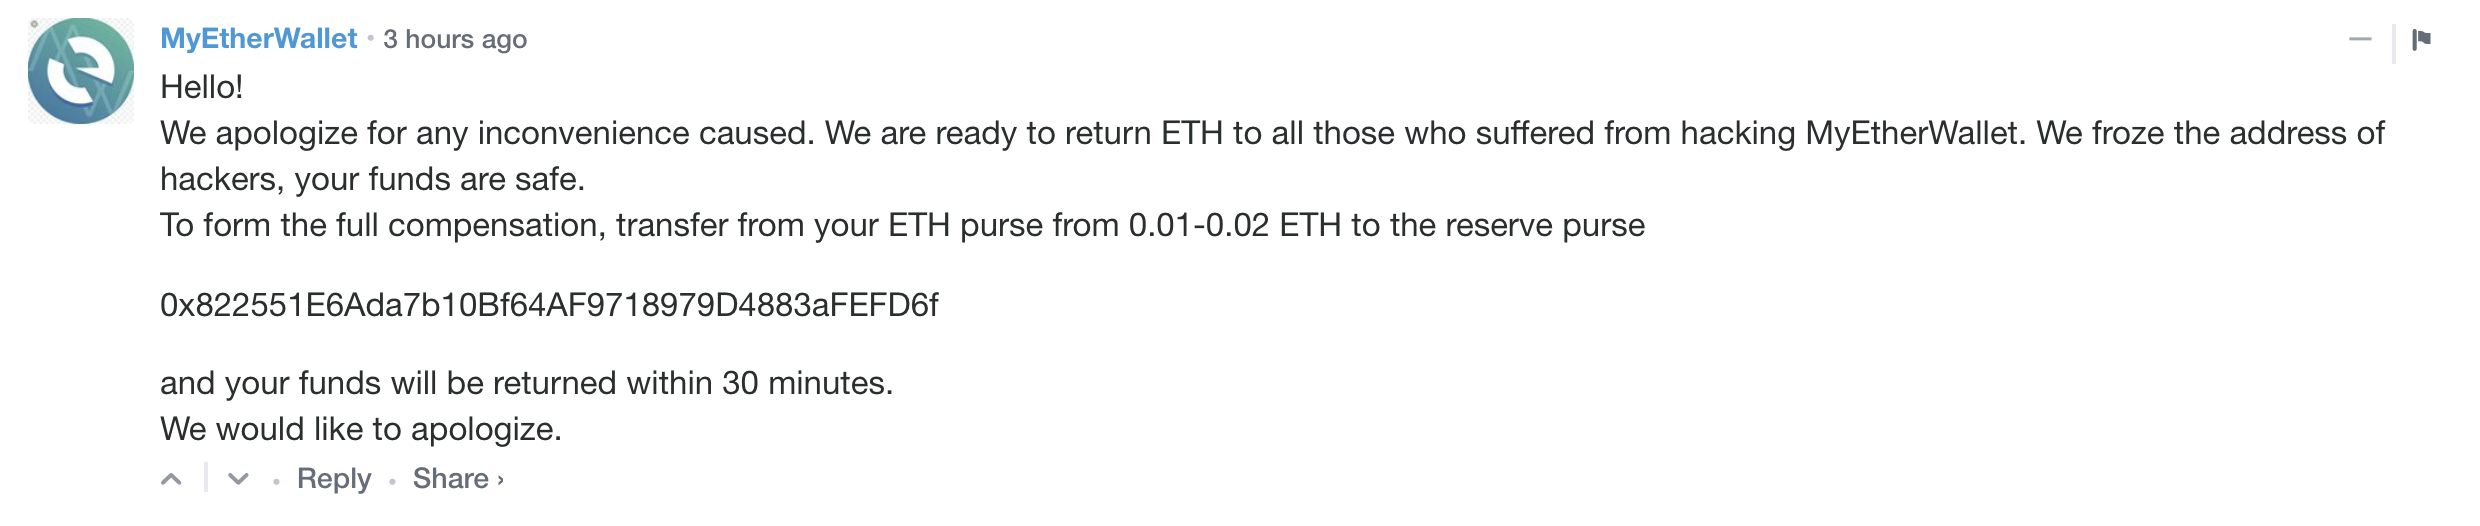 MyEtherWallet • 3 hours ago
Hello!
We apologize for any inconvenience caused. We are ready to return ETH to all those who suffered from hacking MyEtherWallet. We froze the address of
hackers, your funds are safe.
To form the full compensation, transfer from your ETH purse from 0.01-0.02 ETH to the reserve purse
0x822551E6Ada7b10Bf64AF9718979D4883aFEFD6f
and your funds will be returned within 30 minutes.
We would like to apologize.
• Reply • Share ›